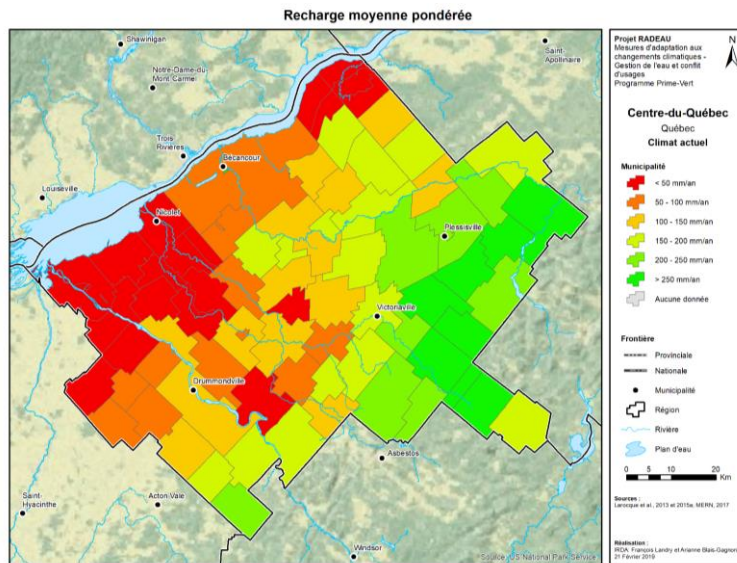 Recharge moyenne pondérée
Shawinigan
Notre-Dame-du-
Mont-Carmel
Saint-
Apollinaire
Trois-
Rivières
Bécancour
Louiseville
Nicolet
Plessisville
Victoriaville
Drummondville
Asbestos
Saint-
Hyacinthe
Acton Vale
Windsor
Source: US National Park Service
Projet RADEAU
Mesures d'adaptation aux
changements climatiques -
Gestion de l'eau et conflit
d'usages
Programme Prime-Vert
N
Centre-du-Québec
Québec
Climat actuel
Municipalité
< 50 mm/an
50 - 100 mm/an
100 - 150 mm/an
150 - 200 mm/an
200 - 250 mm/an
> 250 mm/an
Aucune donnée
Frontière
Provinciale
Nationale
Municipalité
Région
Rivière
Plan d'eau
0 5 10 20
Km
Sources :
Larocque et al., 2013 et 2015a, MERN, 2017
Réalisation :
IRDA: François Landry et Arianne Blais-Gagnon
21 Février 2019